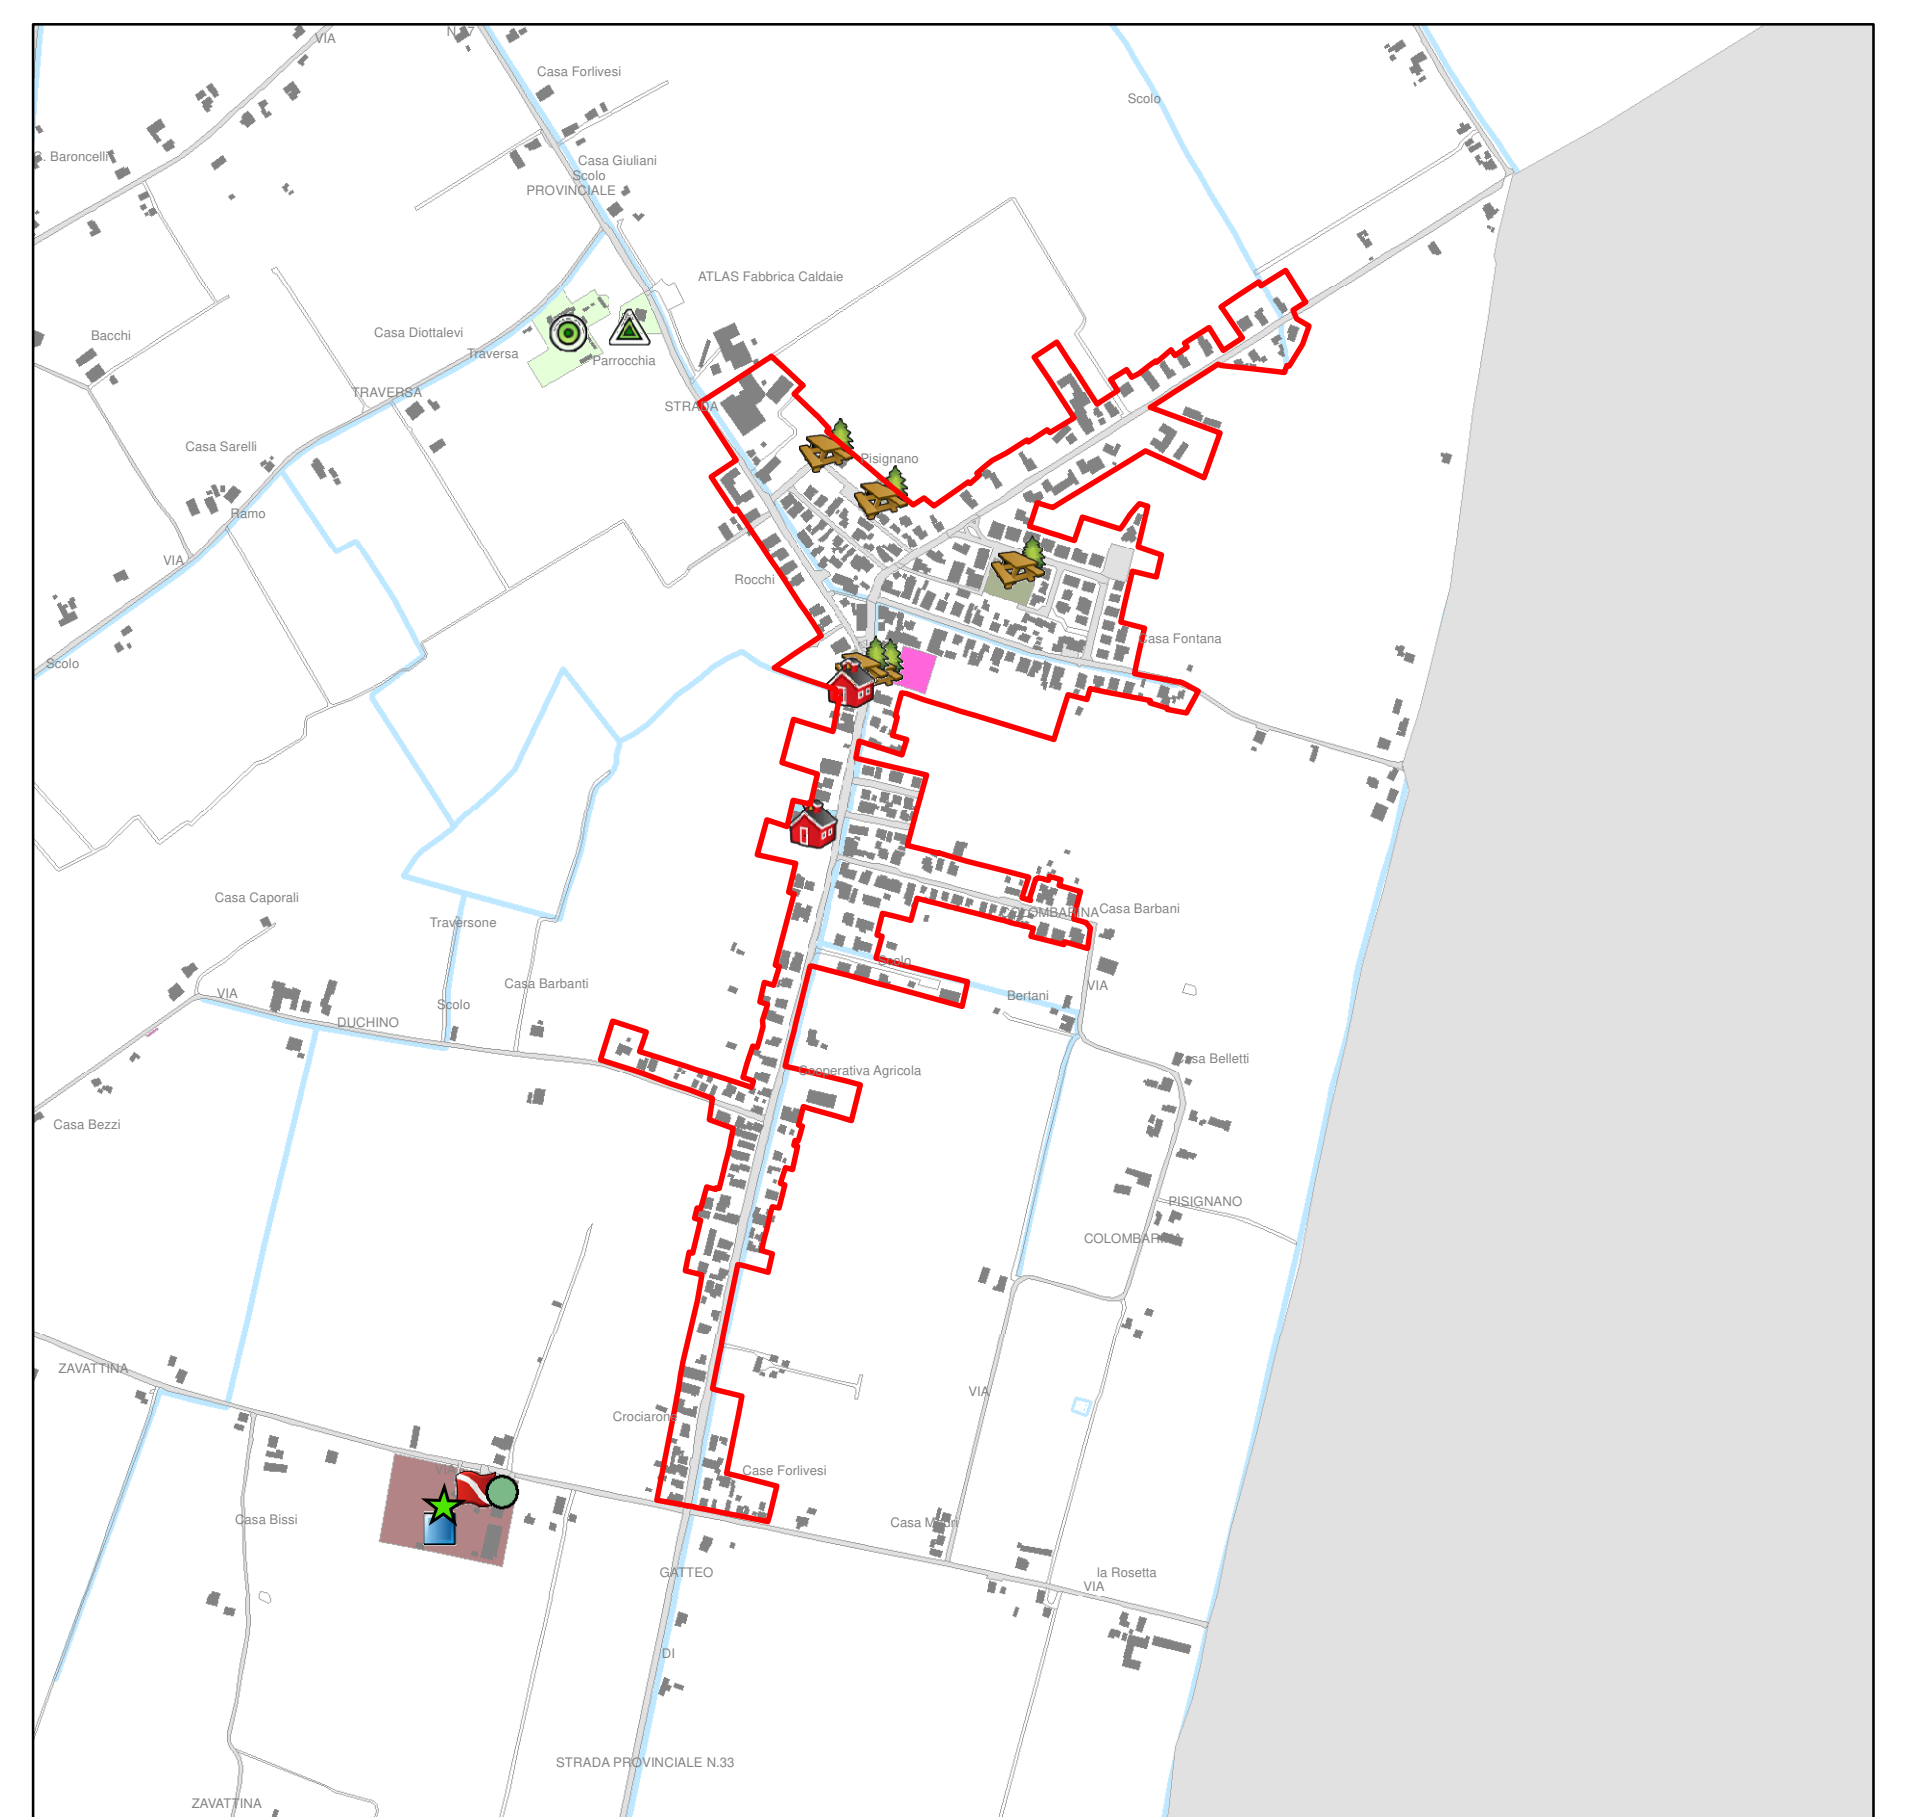 VIA
Casa Forlivesi
Scolo
Casa Giuliani
Scolo
PROVINCIALE
ATLAS Fabbrica Caldaie
Bacchi
Casa Diottalevi
Traversa
Parrocchia
TRAVERSA
STRADA
Casa Sarelli
Pisignano
Ramo
VIA
Rocchi
Casa Fontana
Scolo
Casa Caporali
COLOMBARINA
Casa Barbani
Traversone
Scolo
Casa Barbanti
VIA
Bertani
VIA
Scolo
DUCHINO
Casa Belletti
Cooperativa Agricola
Casa Bezzi
PISIGNANO
COLOMBARINA
ZAVATTINA
VIA
Crociarone
VIA
Case Forlivesi
Casa Bissi
GATTEO
la Rosetta
VIA
DI
STRADA PROVINCIALE N.33
ZAVATTINA